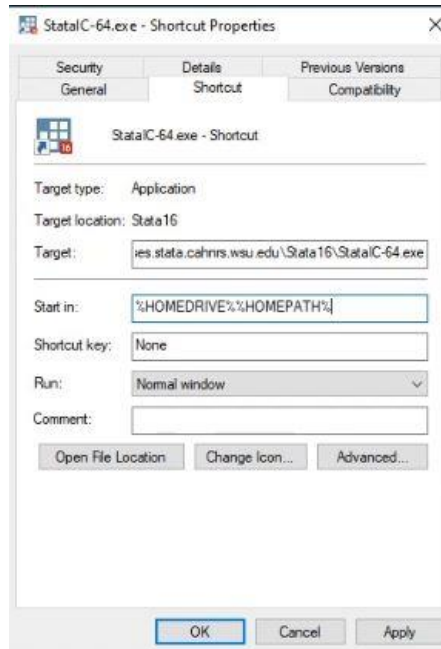 StataIC-64.exe - Shortcut Properties
Security Details Previous Versions
General Shortcut Compatibility
16
StataIC-64.exe - Shortcut
Target type: Application
Target location: Stata16
Target: es.stata.cahnrs.wsu.edu\Stata16\StataIC-64.exe
Start in: %HOMEDRIVE%%HOMEPATH%
Shortcut key: None
Run: Normal window
Comment:
Open File Location Change Icon... Advanced...
OK Cancel Apply